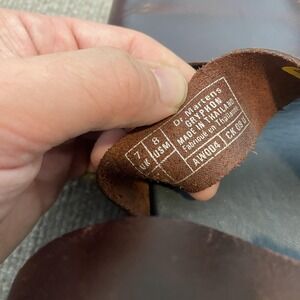 7 8
UK USM
Dr. Martens
GRYPHON
MADE IN THAILAND
Fabriqué en Thaïlande
AW004